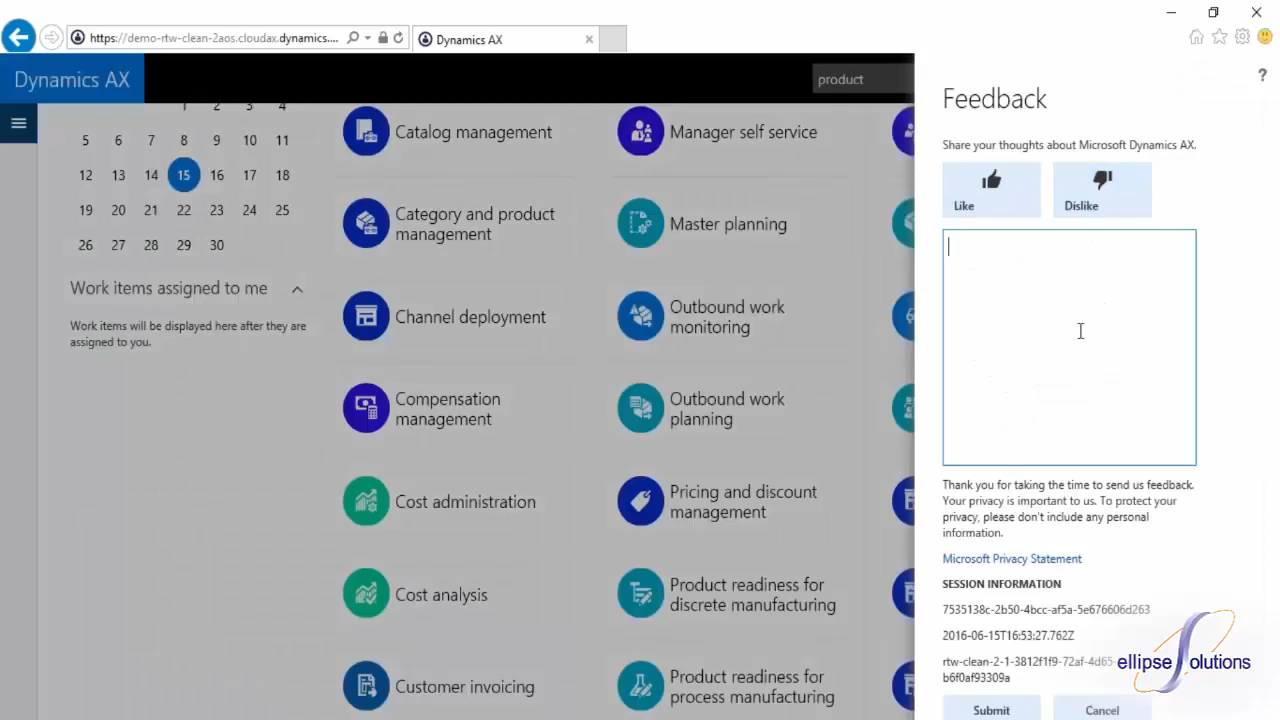 https://demo-rtw-clean-2aos.cloudax.dynamics....
Dynamics AX
Dynamics AX
product
?
1 2 3 4
5 6 7 8 9 10 11
12 13 14 15 16 17 18
19 20 21 22 23 24 25
26 27 28 29 30
Work items assigned to me
Work items will be displayed here after they are
assigned to you.
Catalog management
Category and product
management
Channel deployment
Compensation
management
Cost administration
Cost analysis
Customer invoicing
Manager self service
Master planning
Outbound work
monitoring
Outbound work
planning
Pricing and discount
management
Product readiness for
discrete manufacturing
Product readiness for
process manufacturing
Feedback
Share your thoughts about Microsoft Dynamics AX.
Like
Dislike
Thank you for taking the time to send us feedback.
Your privacy is important to us. To protect your
privacy, please don't include any personal
information.
Microsoft Privacy Statement
SESSION INFORMATION
7535138c-2b50-4bcc-af5a-5e676606d263
2016-06-15T16:53:27.762Z
rtw-clean-2-1-3812f1f9-72af-4d65-
b6f0af93309a
Submit
Cancel
ellipse Solutions